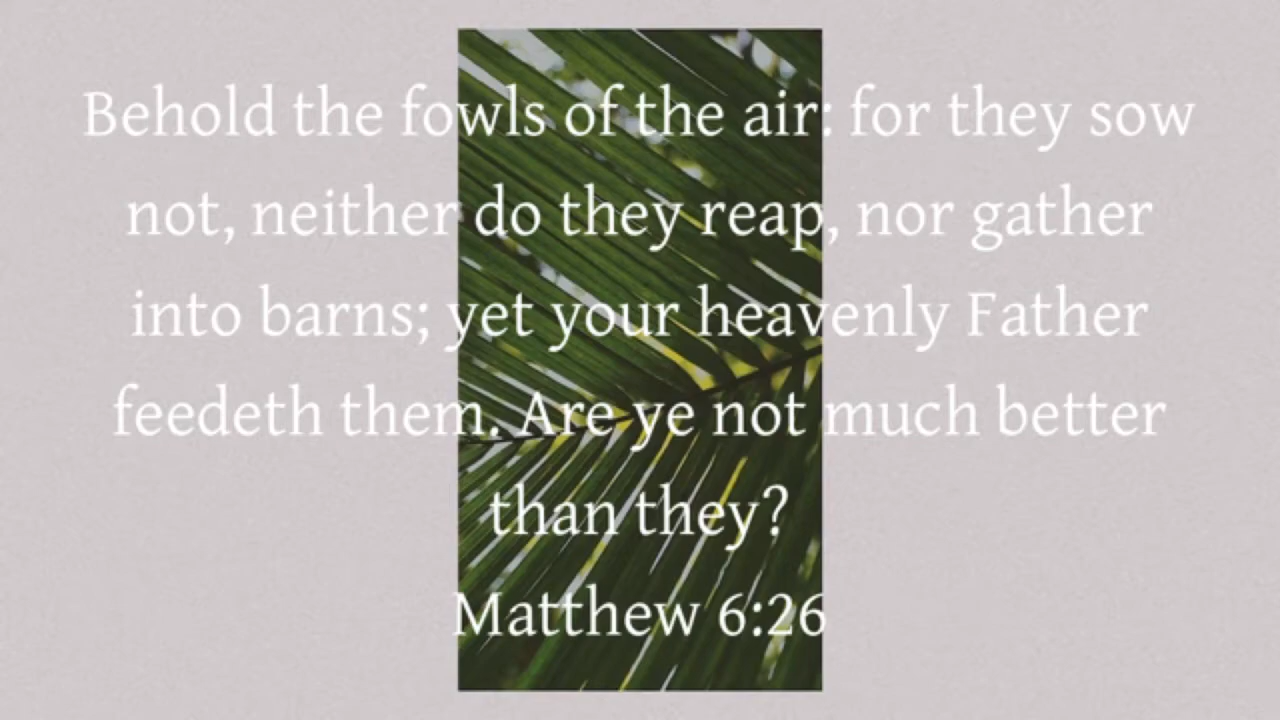 Behold the fowls of the air: for they sow
not, neither do they reap, nor gather
into barns; yet your heavenly Father
feedeth them. Are ye not much better
than they?
Matthew 6:26